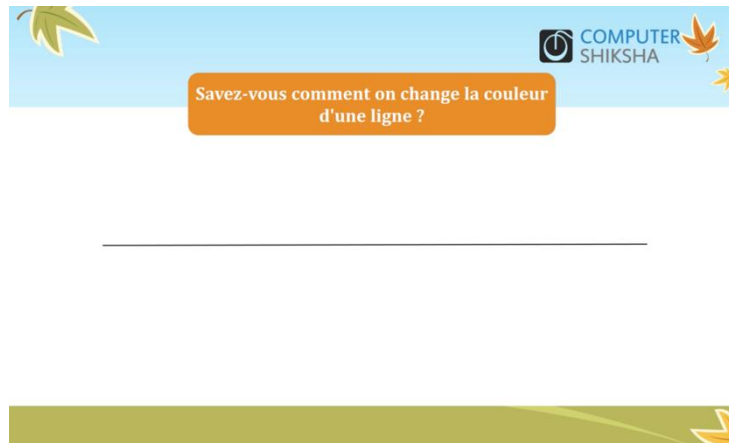 COMPUTER
SHIKSHA
Savez-vous comment on change la couleur
d'une ligne ?